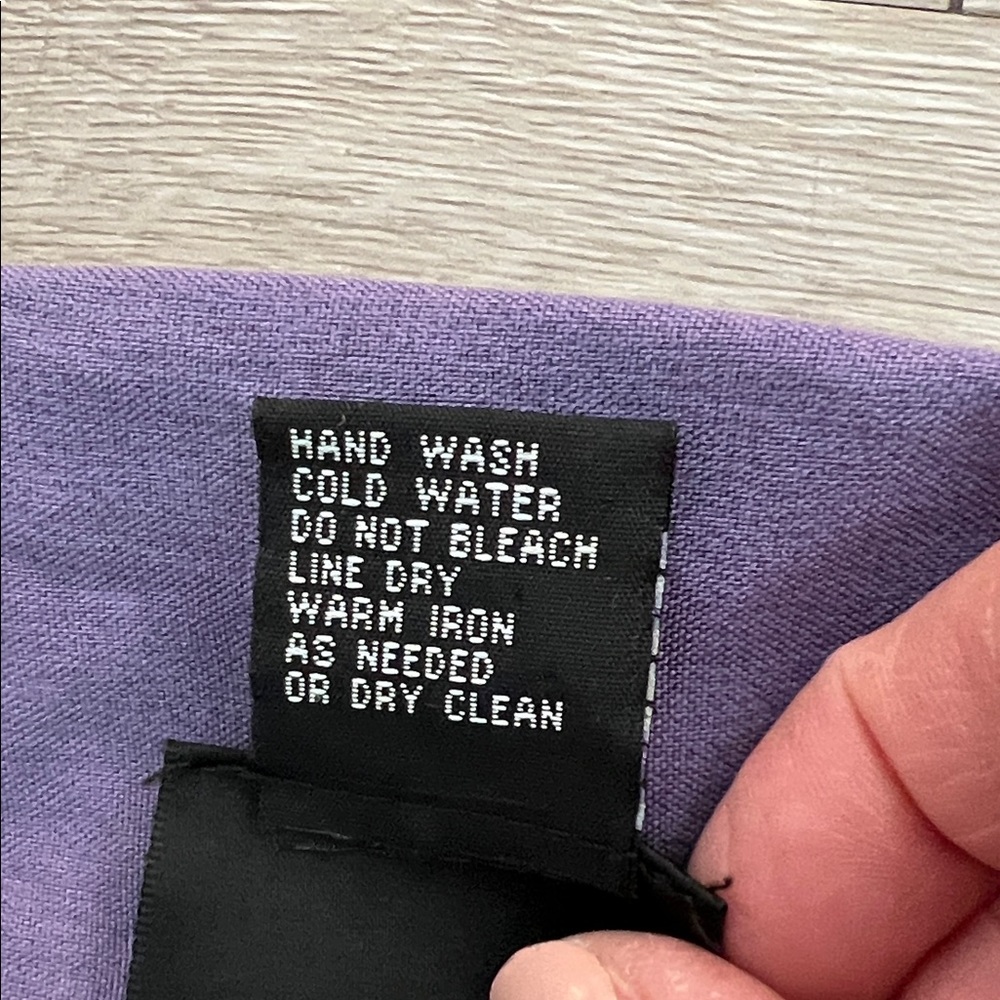 HAND WASH
COLD WATER
DO NOT BLEACH
LINE DRY
WARM IRON
AS NEEDED
OR DRY CLEAN